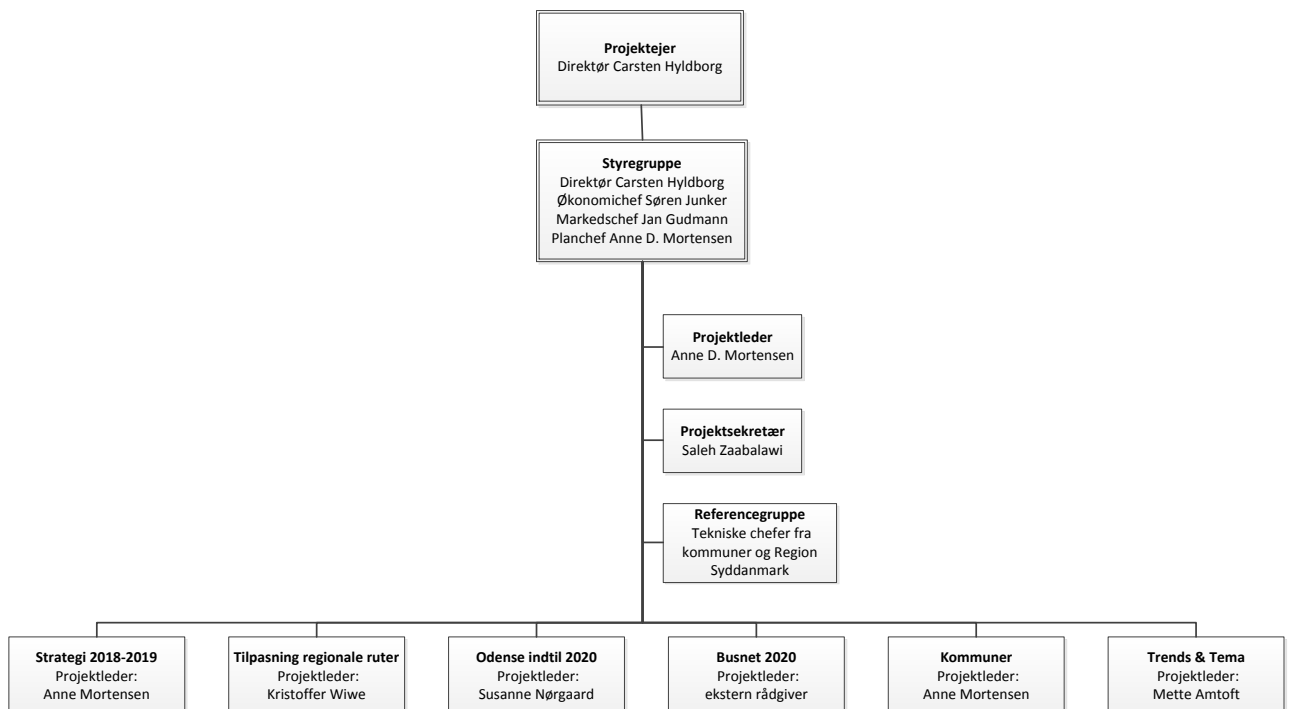 Projektejer
Direktør Carsten Hyldborg
Styregruppe
Direktør Carsten Hyldborg
Økonomichef Søren Junker
Markedschef Jan Gudmann
Planchef Anne D. Mortensen
Projektleder
Anne D. Mortensen
Projektsekretær
Saleh Zaabalawi
Referencegruppe
Tekniske chefer fra
kommuner og Region
Syddanmark
Strategi 2018-2019
Projektleder:
Anne Mortensen
Tilpasning regionale ruter
Projektleder:
Kristoffer Wiwe
Odense indtil 2020
Projektleder:
Susanne Nørgaard
Busnet 2020
Projektleder:
ekstern rådgiver
Kommuner
Projektleder:
Anne Mortensen
Trends & Tema
Projektleder:
Mette Amtoft